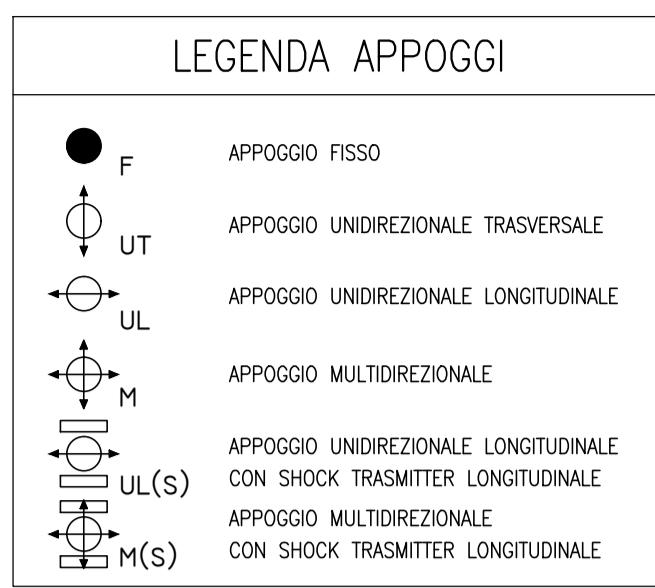 LEGENDA APPOGGI
F APPOGGIO FISSO
UT APPOGGIO UNIDIREZIONALE TRASVERSALE
UL APPOGGIO UNIDIREZIONALE LONGITUDINALE
M APPOGGIO MULTIDIREZIONALE
APPOGGIO UNIDIREZIONALE LONGITUDINALE
UL(S) CON SHOCK TRASMITTER LONGITUDINALE
APPOGGIO MULTIDIREZIONALE
M(S) CON SHOCK TRASMITTER LONGITUDINALE